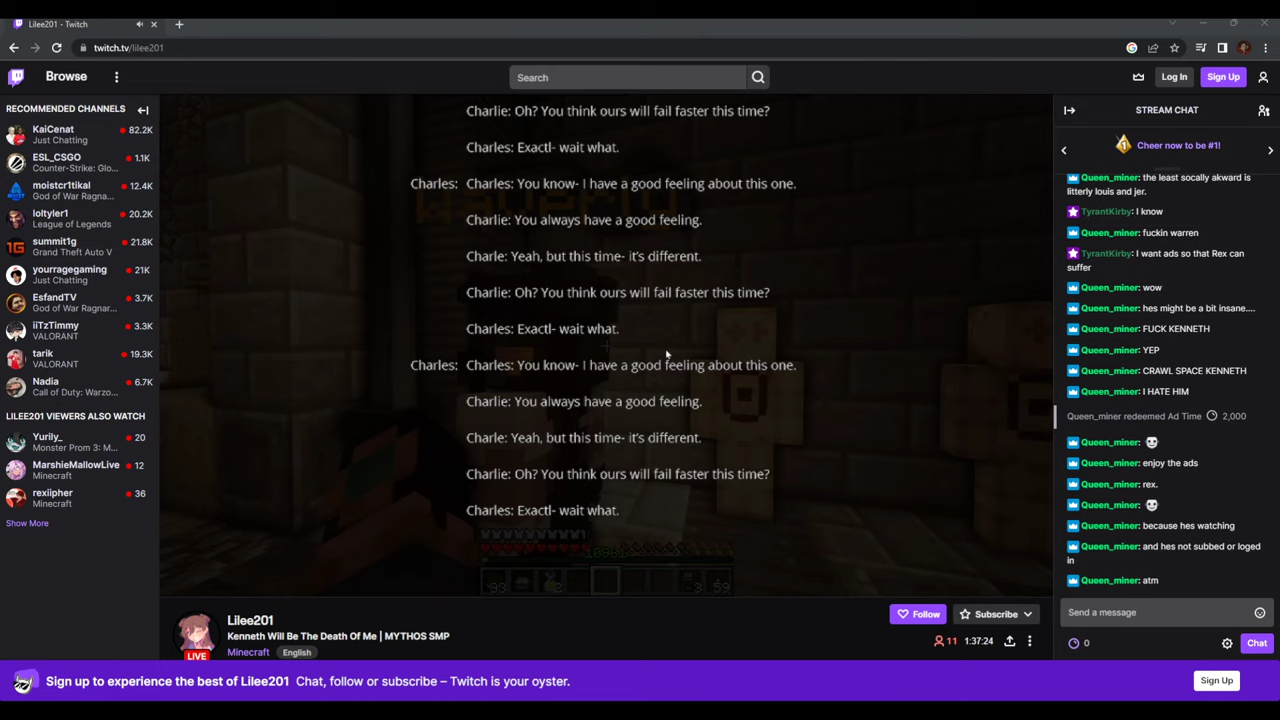 Lilee201 - Twitch
twitch.tv/lilee201
Browse
Search
Log In
Sign Up
RECOMMENDED CHANNELS
KaiCenat
82.2K
Just Chatting
ESL_CSGO
1.1K
Counter-Strike: Glo...
moistcr1tikal
12.4K
God of War Ragna...
loltyler1
20.2K
League of Legends
summit1g
21.8K
Grand Theft Auto V
yourragegaming
21K
Just Chatting
EsfandTV
3.7K
God of War Ragnar...
iiTzTimmy
3.3K
VALORANT
tarik
19.3K
VALORANT
Nadia
6.2K
Call of Duty: Warzo...
LILEE201 VIEWERS ALSO WATCH
Yurily_
20
Monster Prom 3: M...
MarshieMallowLive
12
Minecraft
rexiipher
36
Minecraft
Show More
Charlie: Oh? You think ours will fail faster this time?
Charles: Exactl- wait what.
Charles: Charles: You know- I have a good feeling about this one.
Charlie: You always have a good feeling.
Charle: Yeah, but this time- it's different.
Charlie: Oh? You think ours will fail faster this time?
Charles: Exactl- wait what.
Charles: Charles: You know- I have a good feeling about this one.
Charlie: You always have a good feeling.
Charle: Yeah, but this time- it's different.
Charlie: Oh? You think ours will fail faster this time?
Charles: Exactl- wait what.
Lilee201
Kenneth Will Be The Death Of Me | MYTHOS SMP
Minecraft
English
LIVE
Follow
Subscribe
11
1:37:24
STREAM CHAT
1
Cheer now to be #1!
Queen_miner: the least socally akward is
litterly louis and jer.
TyrantKirby: I know
Queen_miner: fuckin warren
TyrantKirby: I want ads so that Rex can
suffer
Queen_miner: wow
Queen_miner: hes might be a bit insane....
Queen_miner: FUCK KENNETH
Queen_miner: YEP
Queen_miner: CRAWL SPACE KENNETH
Queen_miner: I HATE HIM
Queen_miner redeemed Ad Time 2,000
Queen_miner:
Queen_miner: enjoy the ads
Queen_miner: rex.
Queen_miner:
Queen_miner: because hes watching
Queen_miner: and hes not subbed or loged
in
Queen_miner: atm
Send a message
0
Chat
Sign up to experience the best of Lilee201 Chat, follow or subscribe – Twitch is your oyster.
Sign Up